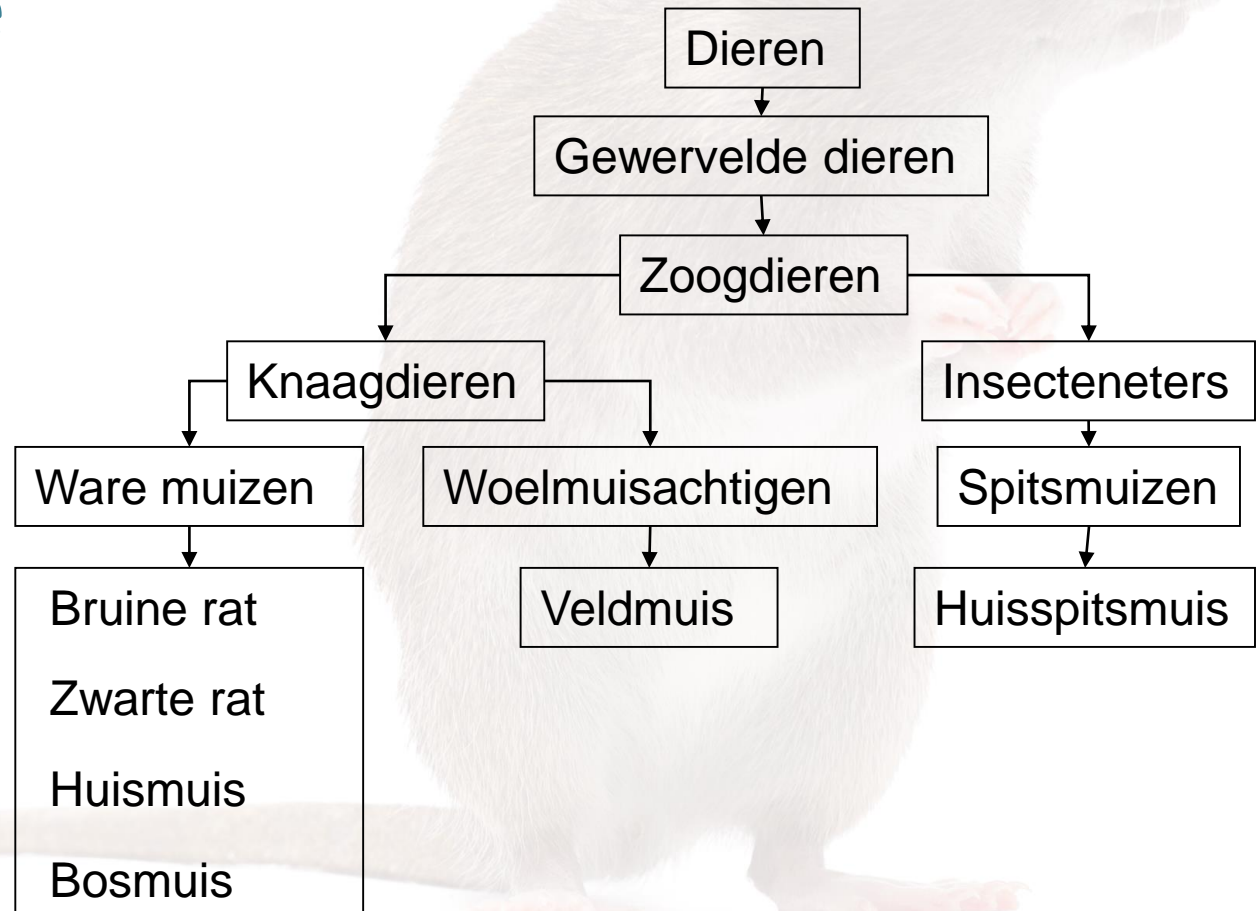 Dieren
Gewervelde dieren
Zoogdieren
Knaagdieren
Insecteneters
Ware muizen
Woelmuisachtigen
Spitsmuizen
Bruine rat
Zwarte rat
Huismuis
Bosmuis
Veldmuis
Huisspitsmuis